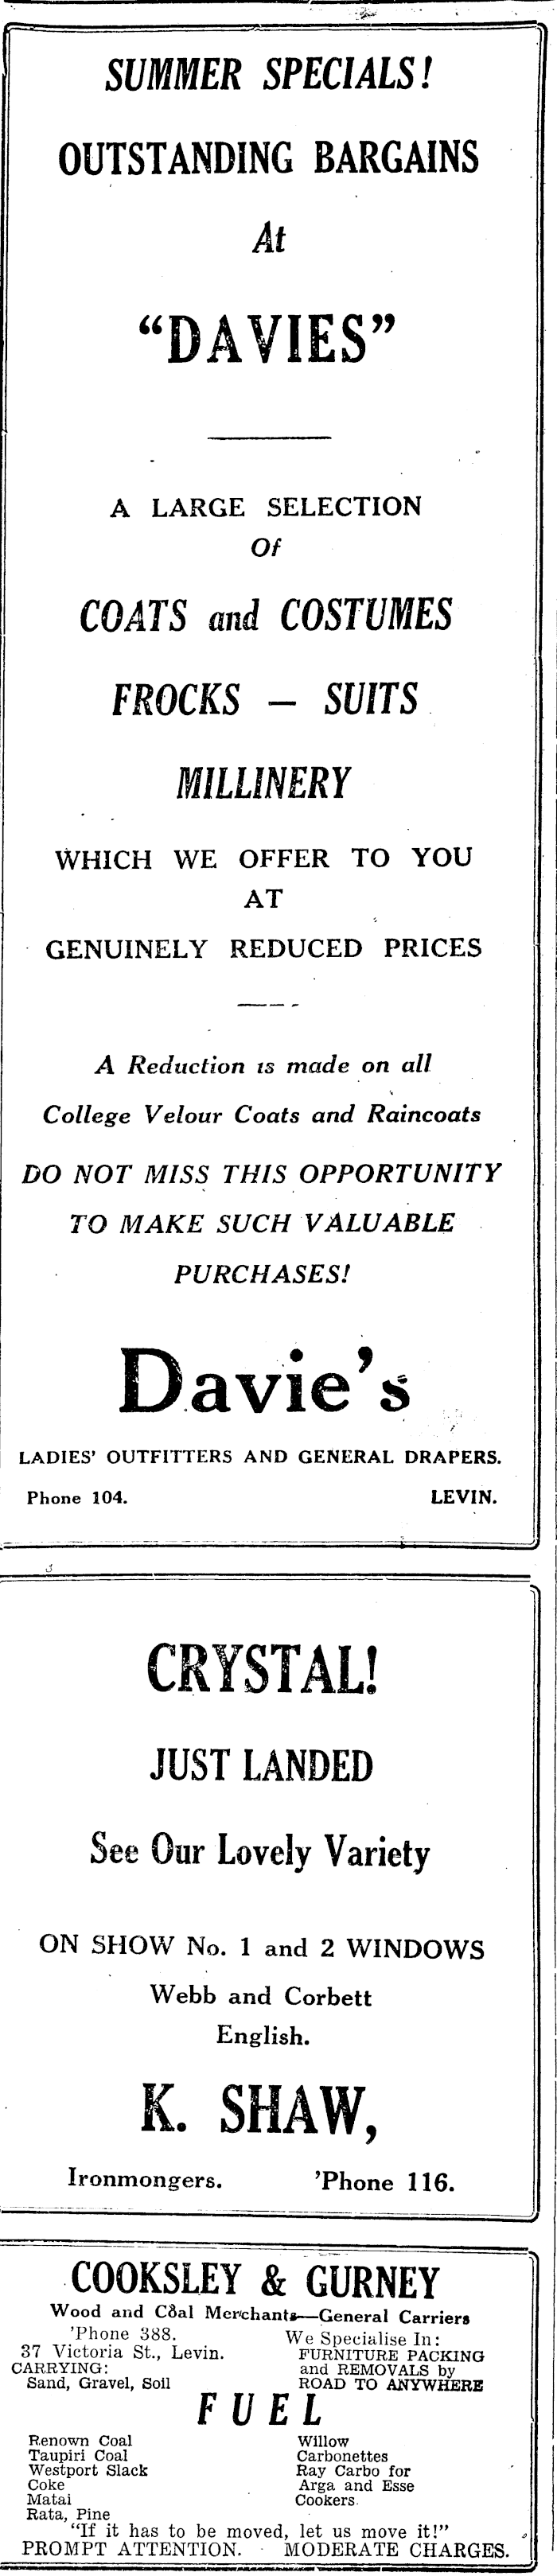 SUMMER SPECIALS!
OUTSTANDING BARGAINS
At
“DAVIES”
A LARGE SELECTION
Of
COATS and COSTUMES
FROCKS — SUITS
MILLINERY
WHICH WE OFFER TO YOU
AT
GENUINELY REDUCED PRICES
A Reduction is made on all
College Velour Coats and Raincoats
DO NOT MISS THIS OPPORTUNITY
TO MAKE SUCH VALUABLE
PURCHASES!
Davie's
LADIES' OUTFITTERS AND GENERAL DRAPERS.
Phone 104. LEVIN.
CRYSTAL!
JUST LANDED
See Our Lovely Variety
ON SHOW No. 1 and 2 WINDOWS
Webb and Corbett
English.
K. SHAW,
Ironmongers. 'Phone 116.
COOKSLEY & GURNEY
Wood and Coal Merchants—General Carriers
'Phone 388.
37 Victoria St., Levin.
CARRYING:
Sand, Gravel, Soil
We Specialise In:
FURNITURE PACKING
and REMOVALS by
ROAD TO ANYWHERE
FUEL
Renown Coal
Taupiri Coal
Westport Slack
Coke
Matai
Rata, Pine
Willow
Carbonettes
Ray Carbo for
Arga and Esse
Cookers.
“If it has to be moved, let us move it!”
PROMPT ATTENTION. MODERATE CHARGES.